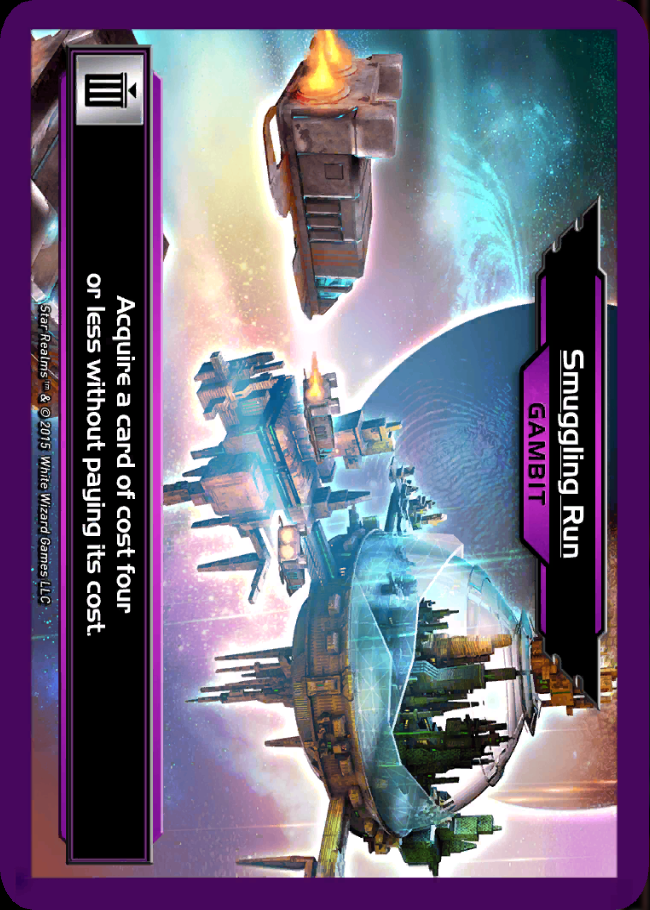 Smuggling Run
GAMBIT
Acquire a card of cost four
or less without paying its cost.
Star Realms™ & ©2015 White Wizard Games LLC